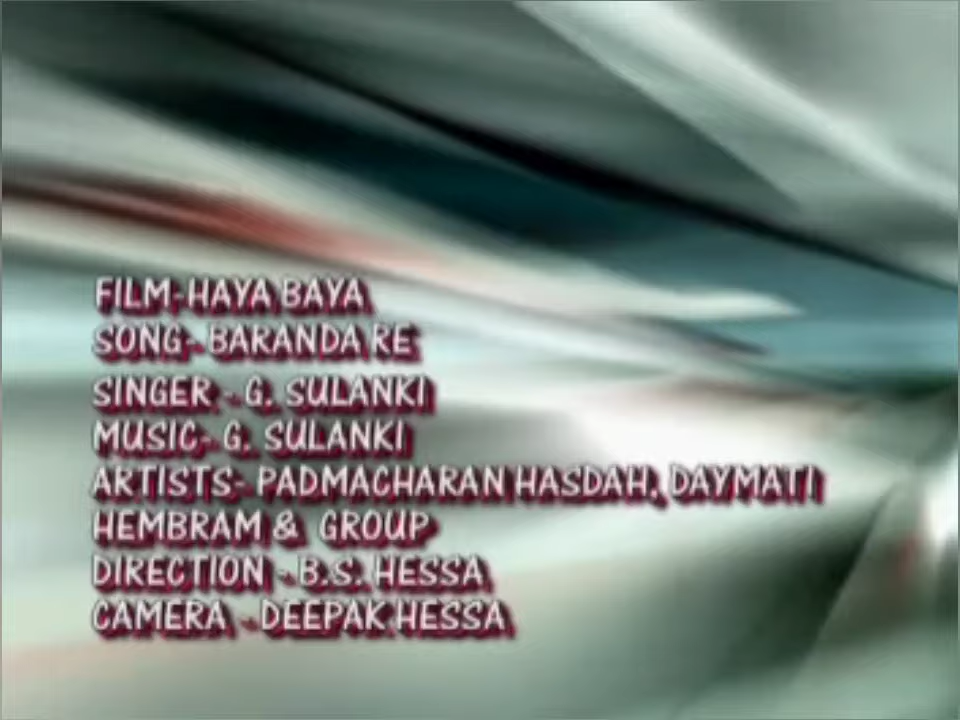 FILM-HAYA BAYA
SONG- BARANDA RE
SINGER - G. SULANKI
MUSIC- G. SULANKI
ARTISTS- PADMACHARAN HASDAH, DAYMATI
HEMBRAM & GROUP
DIRECTION - B.S. HESSA
CAMERA - DEEPAK HESSA